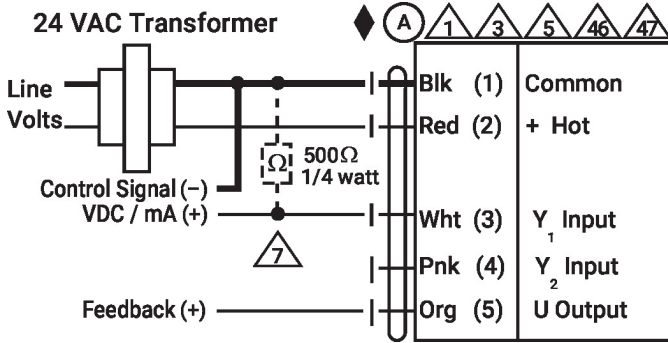 24 VAC Transformer
A 1 3 5 46 47
Line
Volts
Blk (1) Common
Red (2) + Hot
Ω 500Ω
1/4 watt
Control Signal (−)
VDC / mA (+)
Wht (3) Y1 Input
7
Pnk (4) Y2 Input
Feedback (+)
Org (5) U Output